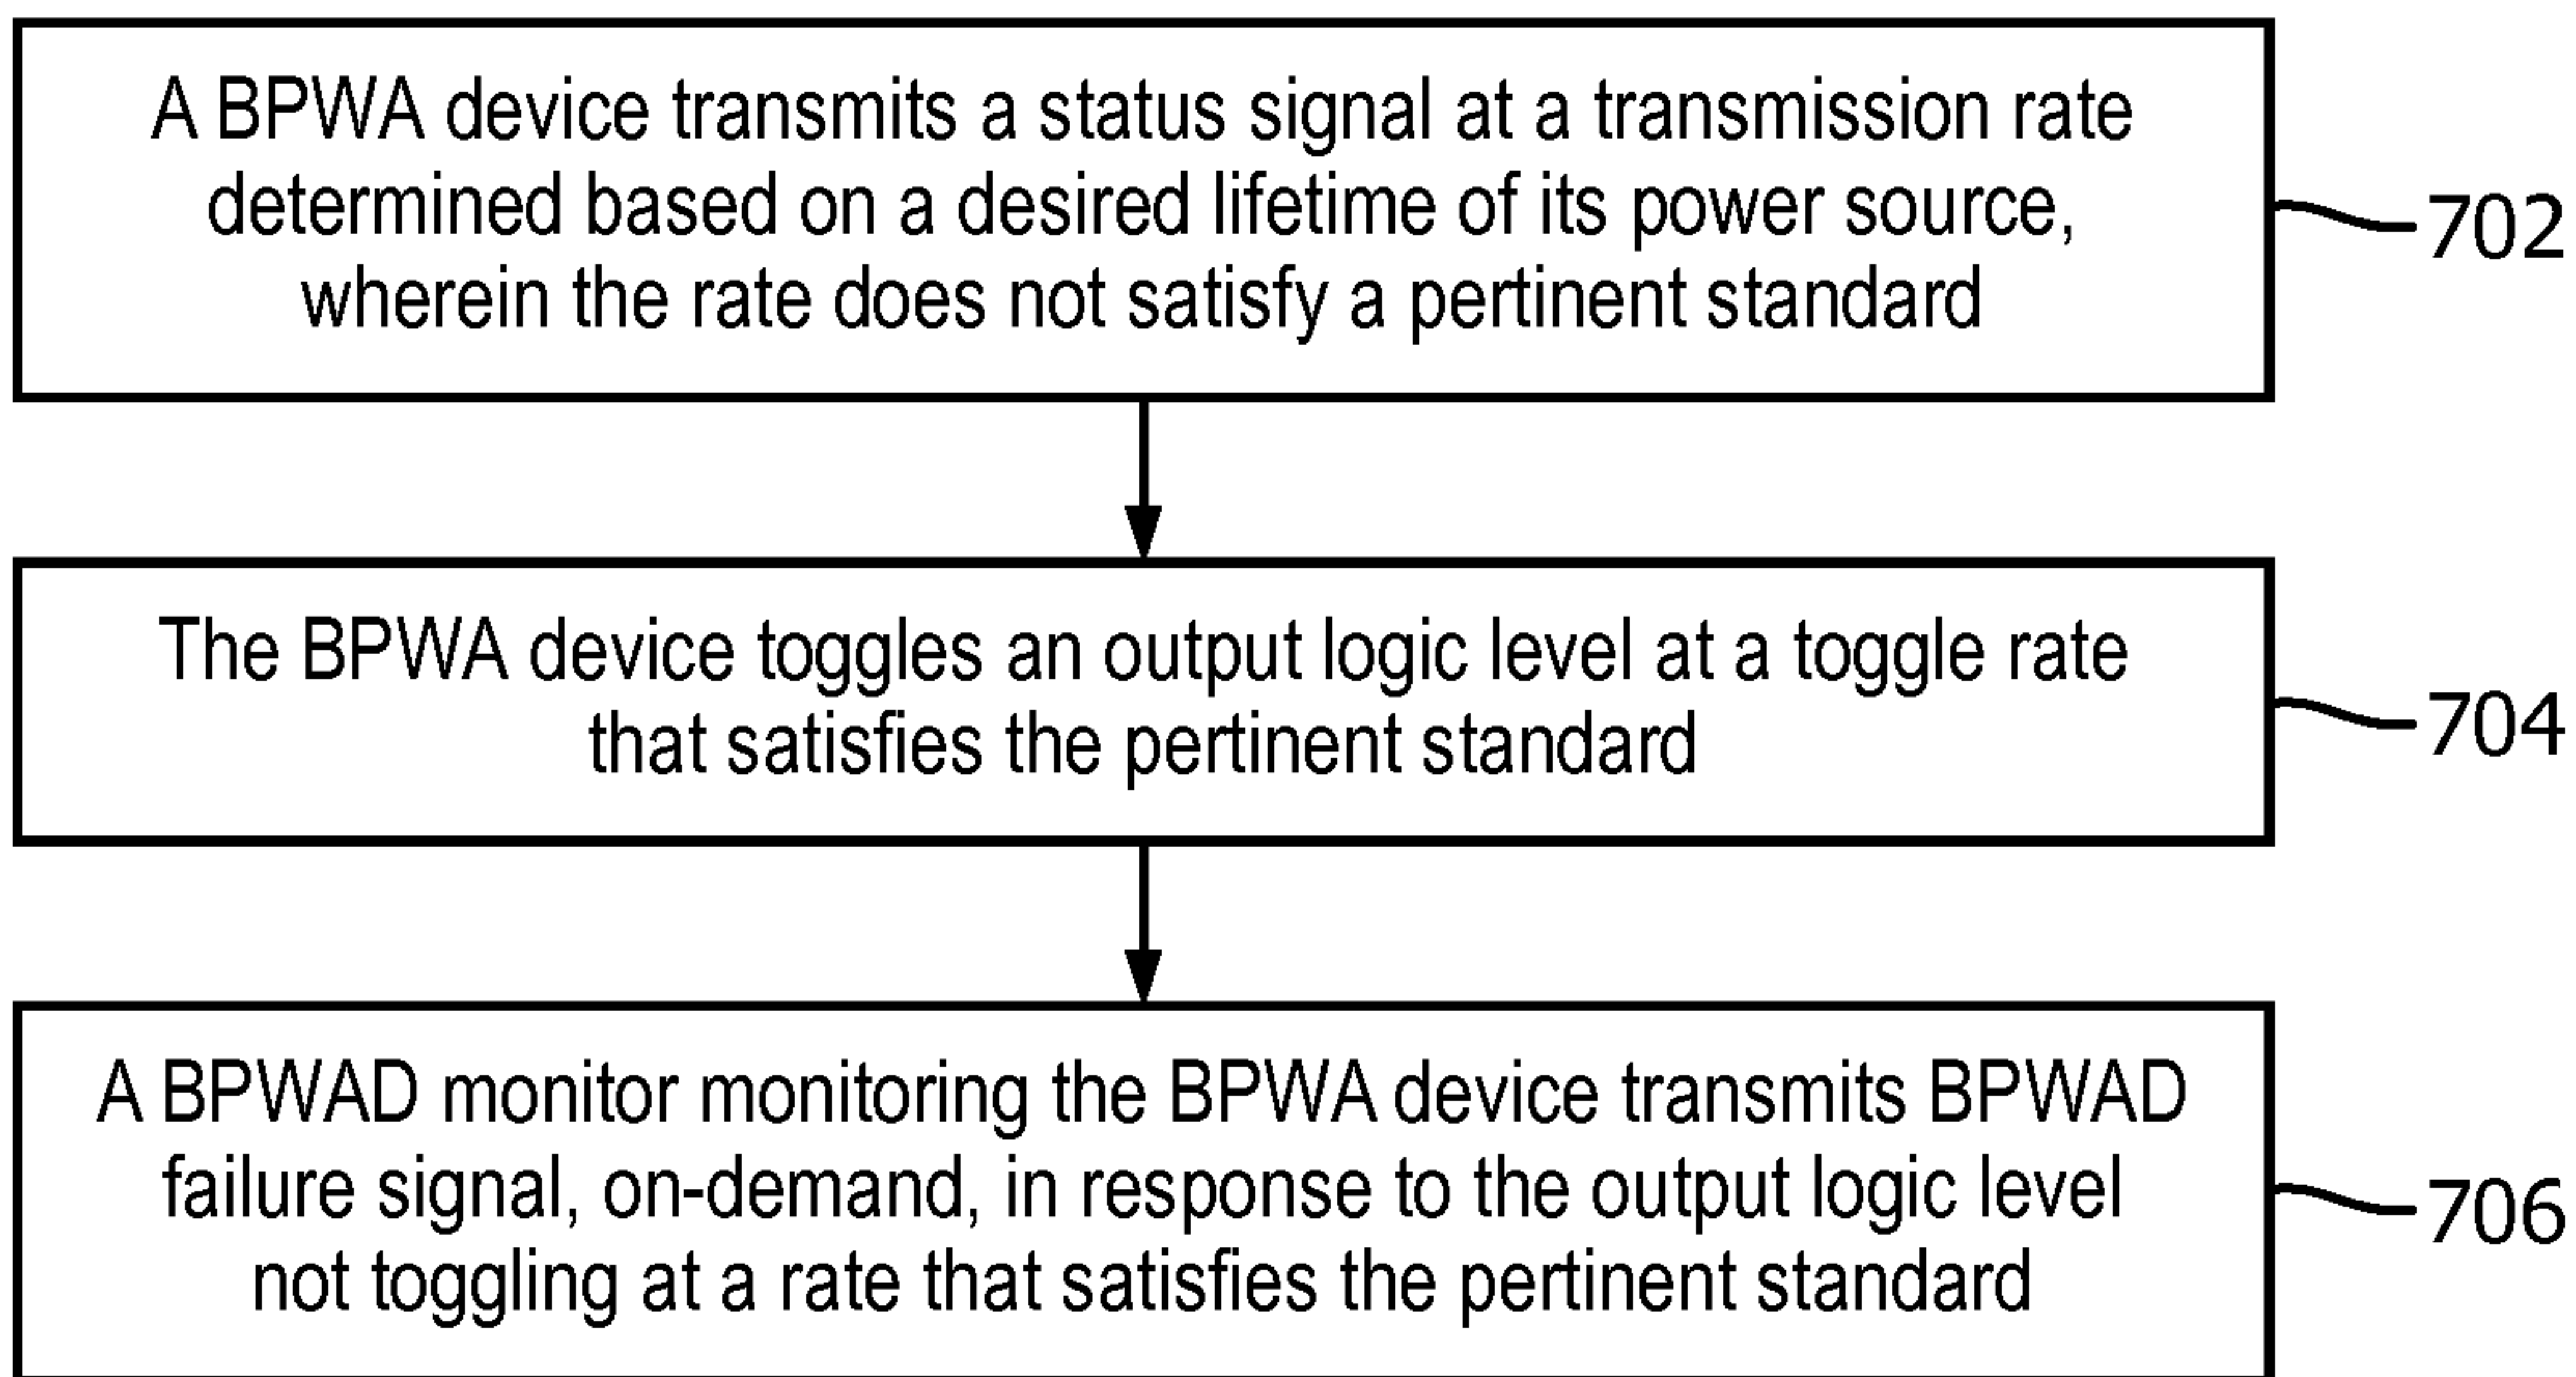 A BPWA device transmits a status signal at a transmission rate
determined based on a desired lifetime of its power source,
wherein the rate does not satisfy a pertinent standard
702
The BPWA device toggles an output logic level at a toggle rate
that satisfies the pertinent standard
704
A BPWAD monitor monitoring the BPWA device transmits BPWAD
failure signal, on-demand, in response to the output logic level
not toggling at a rate that satisfies the pertinent standard
706